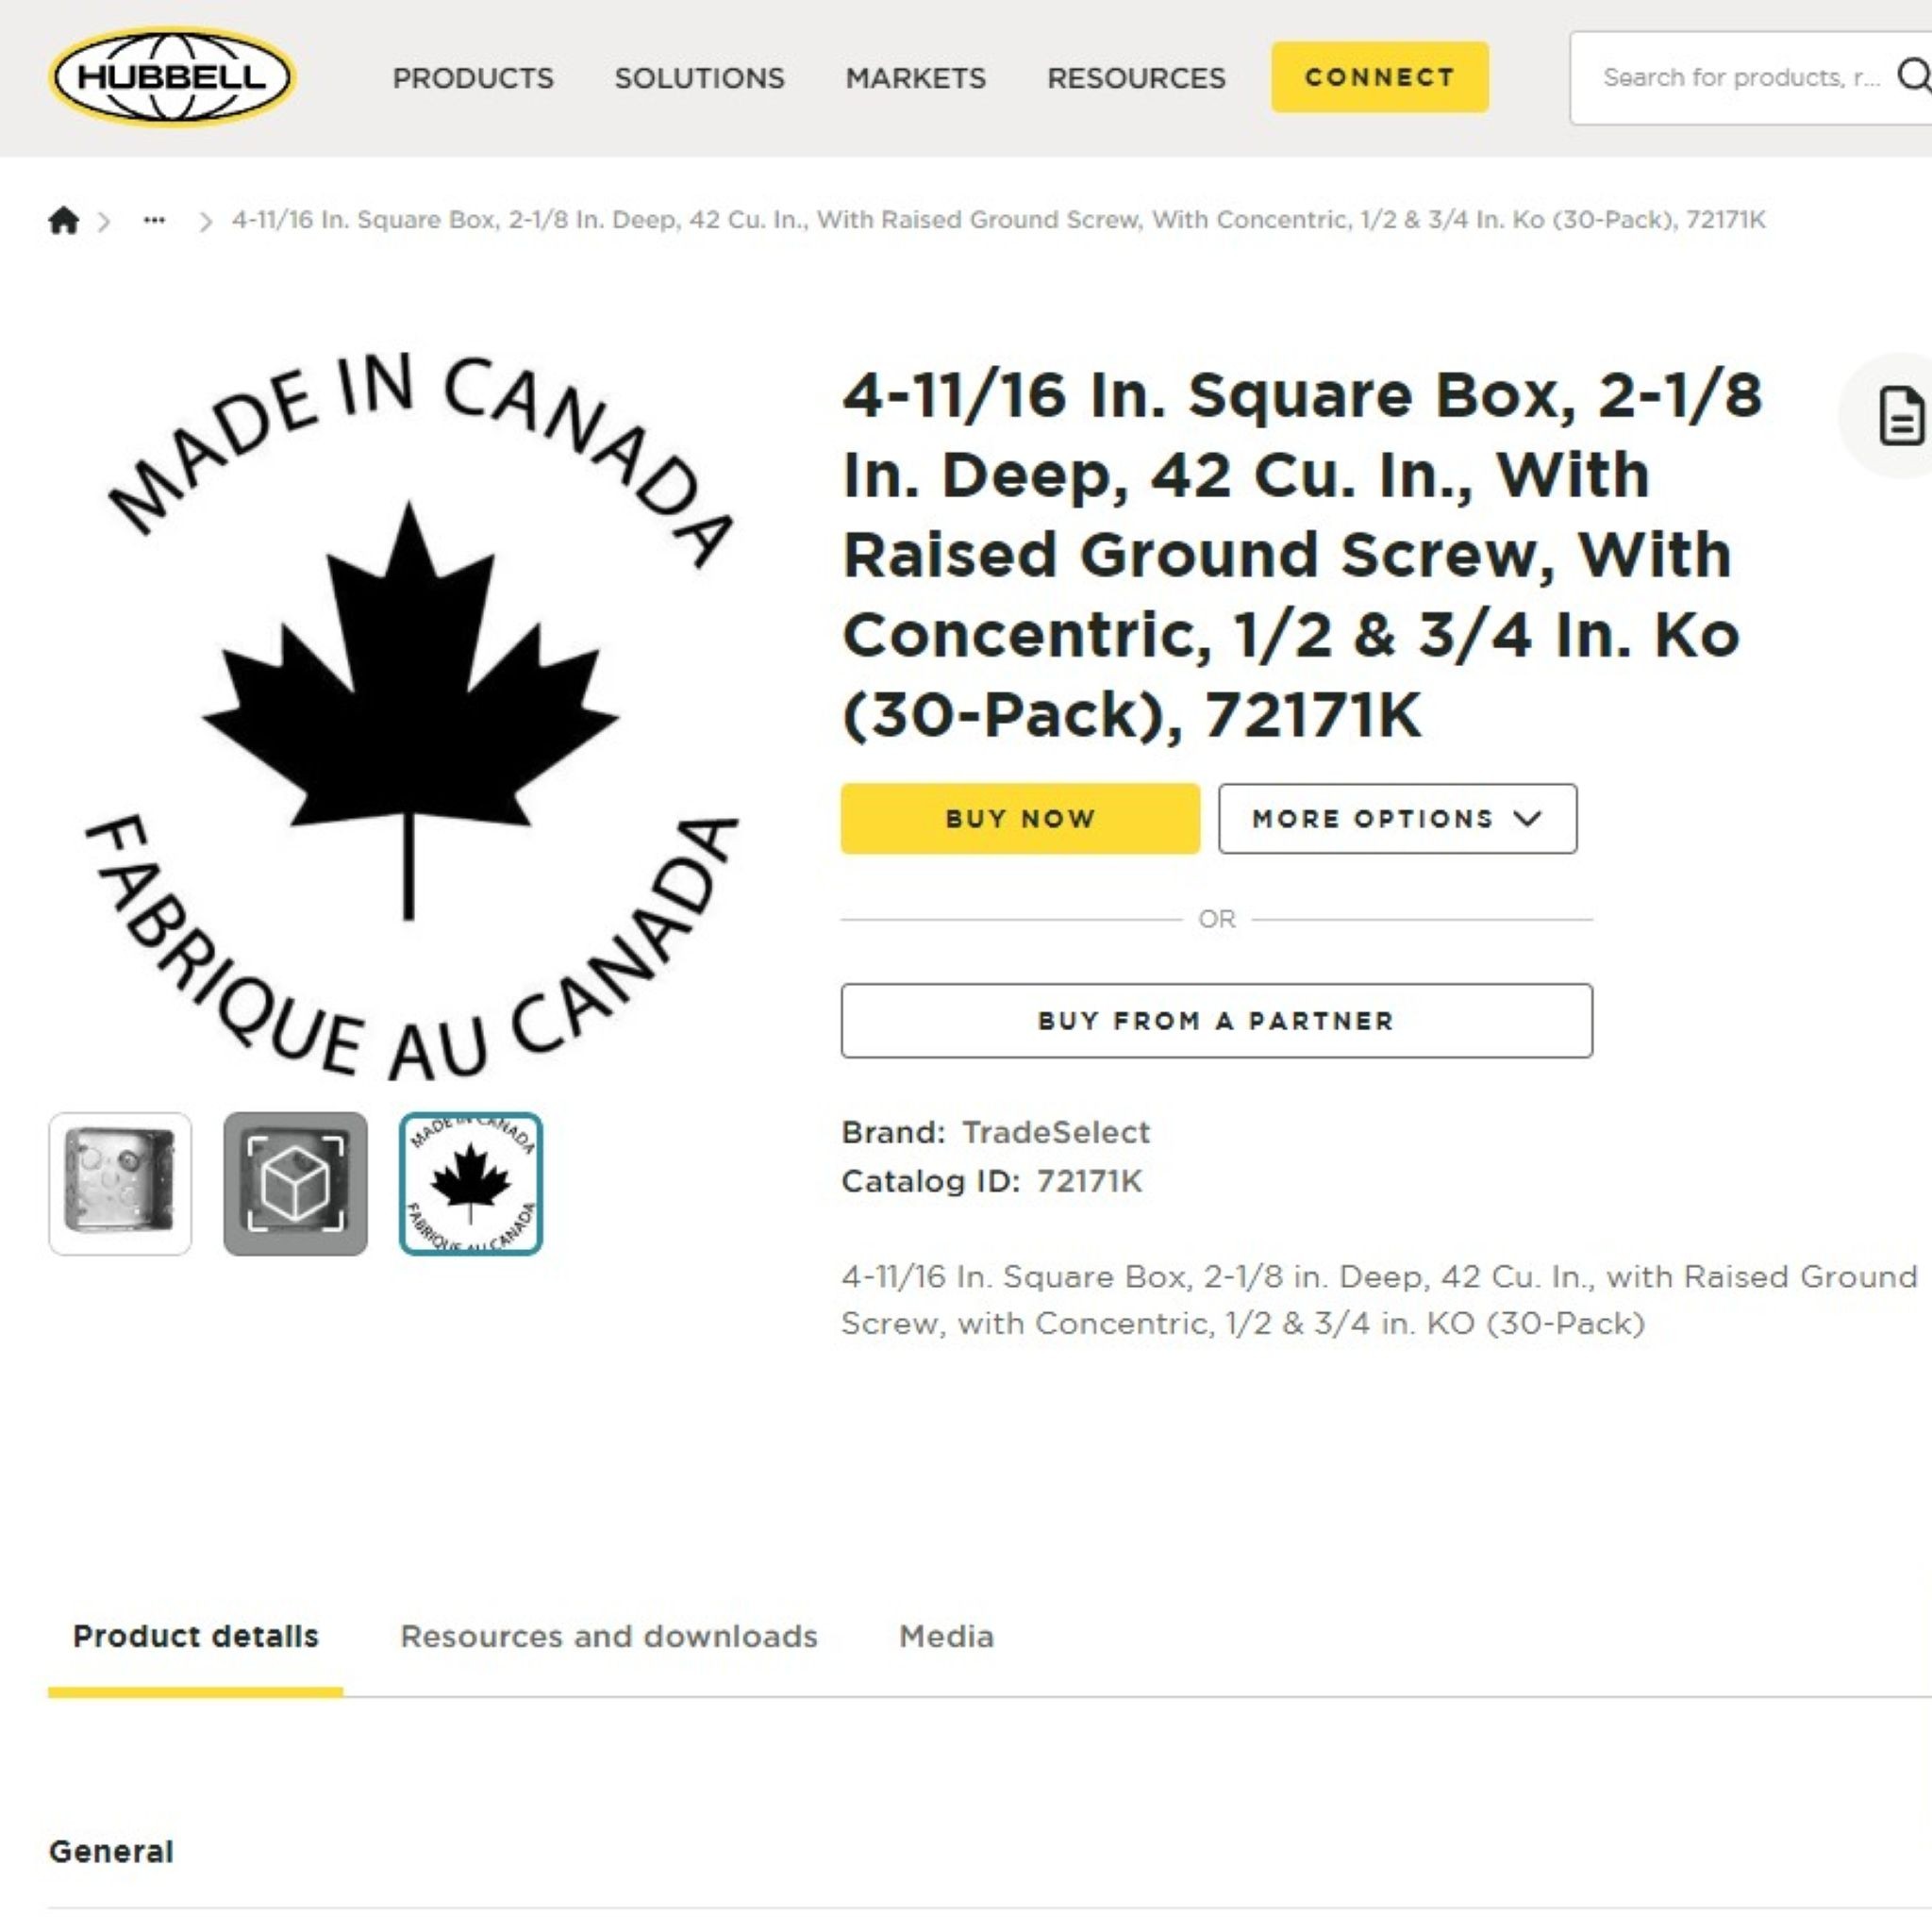 HUBBELL
PRODUCTS SOLUTIONS MARKETS RESOURCES CONNECT Search for products, r...
... 4-11/16 In. Square Box, 2-1/8 In. Deep, 42 Cu. In., With Raised Ground Screw, With Concentric, 1/2 & 3/4 In. Ko (30-Pack), 72171K
MADE IN CANADA
FABRIQUE AU CANADA
MADE IN CANADA
FABRIQUE AU CANADA
4-11/16 In. Square Box, 2-1/8
In. Deep, 42 Cu. In., With
Raised Ground Screw, With
Concentric, 1/2 & 3/4 In. Ko
(30-Pack), 72171K
BUY NOW MORE OPTIONS
OR
BUY FROM A PARTNER
Brand: TradeSelect
Catalog ID: 72171K
4-11/16 In. Square Box, 2-1/8 in. Deep, 42 Cu. In., with Raised Ground
Screw, with Concentric, 1/2 & 3/4 in. KO (30-Pack)
Product details Resources and downloads Media
General